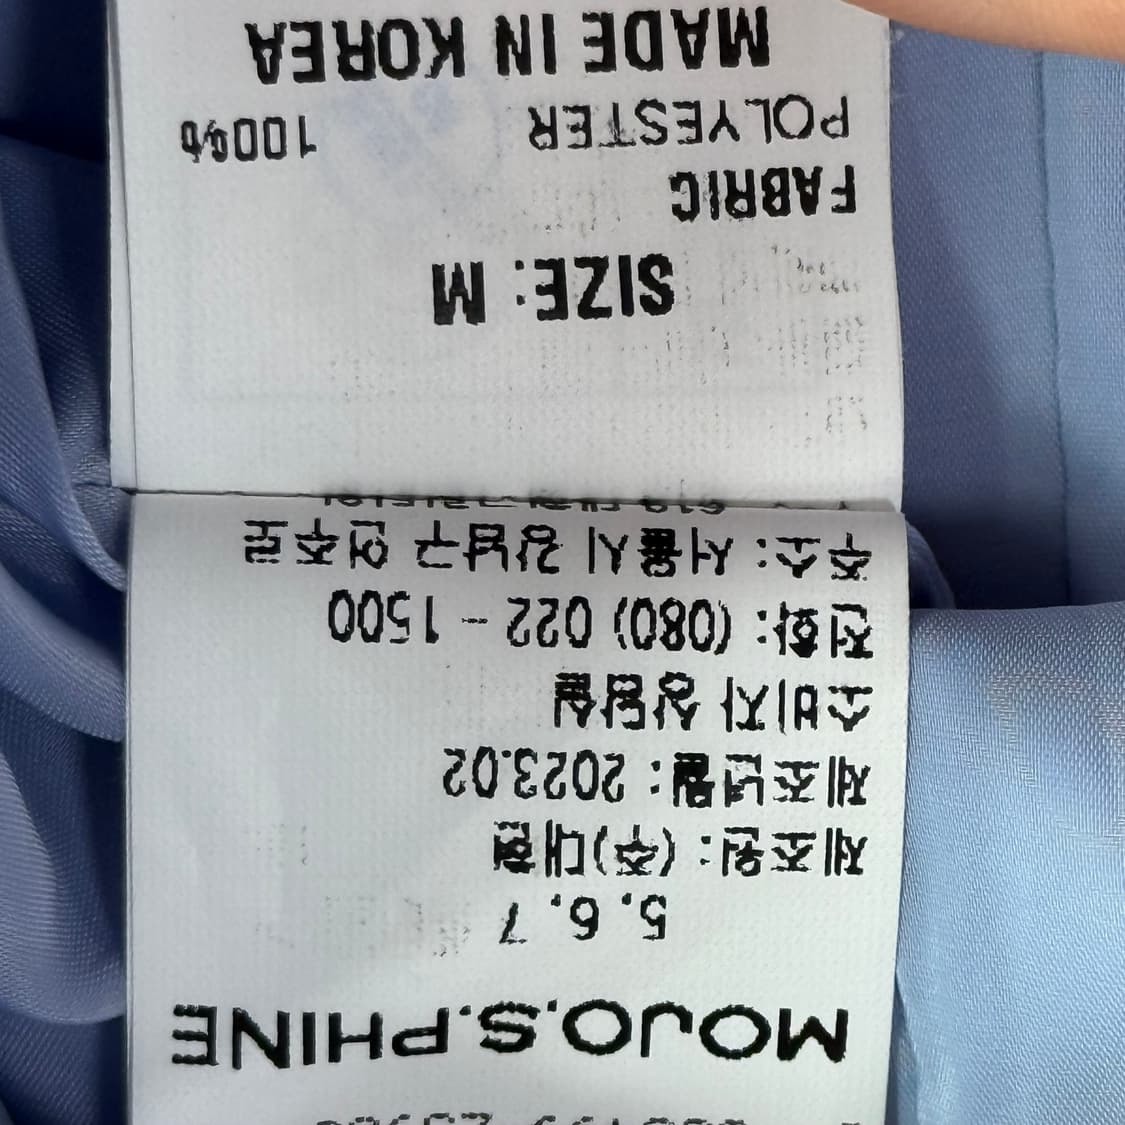 MOJO.S.PHINE
5. 6. 7
제조원: (주)대현
제조년월: 2023.02
소비자 상담실
전화: (080) 022 - 1500
주소: 서울시 강남구 언주로
SIZE: M
FABRIC
POLYESTER 100%
MADE IN KOREA